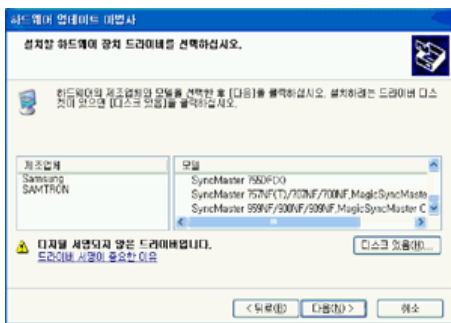 하드웨어 업데이트 마법사
설치할 하드웨어 장치 드라이버를 선택하십시오.
하드웨어의 제조업체와 모델을 선택한 후 [다음]를 클릭하십시오. 설치하려는 드라이버 디스
것이 있으면 [디스크 있음]를 클릭하십시오.
제조업체
모델
Samsung
SAMTRON
SyncMaster 755DFX
SyncMaster 757NF(T)/707NF/700NF,MagicSyncMaste
SyncMaster 959NF/900NF/909NF,MagicSyncMaster C
디지털 서명되지 않은 드라이버입니다.
드라이버 서명이 중요한 이유
디스크 있음(H)...
< 뒤로(B)
다음(N) >
취소